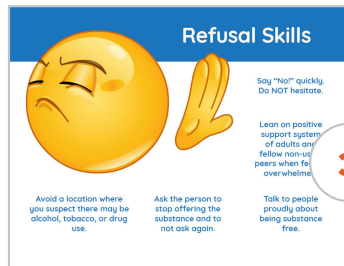 Refusal Skills
Say "No!" quickly.
Do NOT hesitate.
Lean on positive
support system
of adults and
fellow non-us
peers when fe
overwhelme
Avoid a location where
you suspect there may be
alcohol, tobacco, or drug
use.
Ask the person to
stop offering the
substance and to
not ask again.
Talk to people
proudly about
being substance
free.